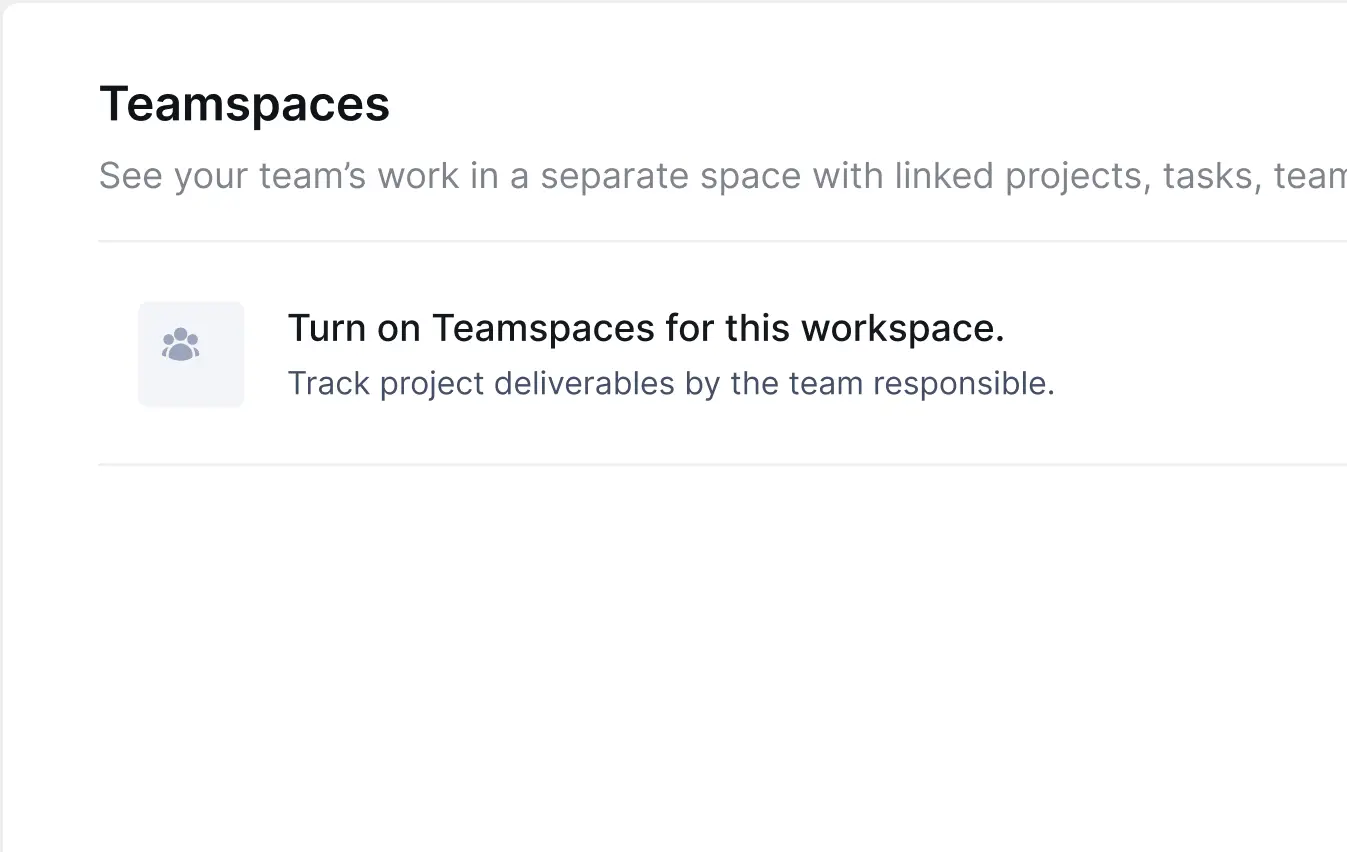 Teamspaces
See your team’s work in a separate space with linked projects, tasks, team
Turn on Teamspaces for this workspace.
Track project deliverables by the team responsible.